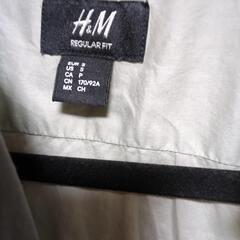 H&M
REGULAR FIT
EUR S
US S
CA P
CN 170/92A
MX CH